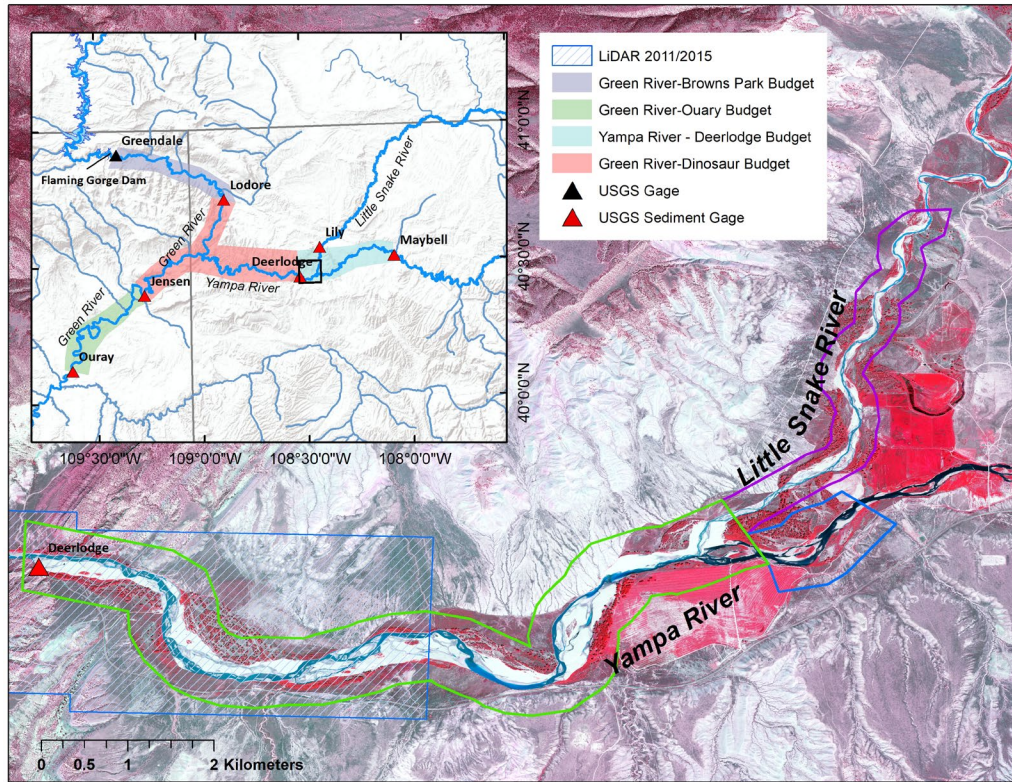 LiDAR 2011/2015
Green River-Browns Park Budget
Green River-Ouary Budget
Yampa River - Deerlodge Budget
Green River-Dinosaur Budget
USGS Gage
USGS Sediment Gage
Greendale
Flaming Gorge Dam
Lodore
Green River
Little Snake River
Lily
Maybell
Deerlodge
Yampa River
Jensen
Green River
Ouray
41°0'0"N
40°30'0"N
40°0'0"N
109°30'0"W
109°0'0"W
108°30'0"W
108°0'0"W
Little Snake River
Yampa River
Deerlodge
0 0.5 1 2 Kilometers